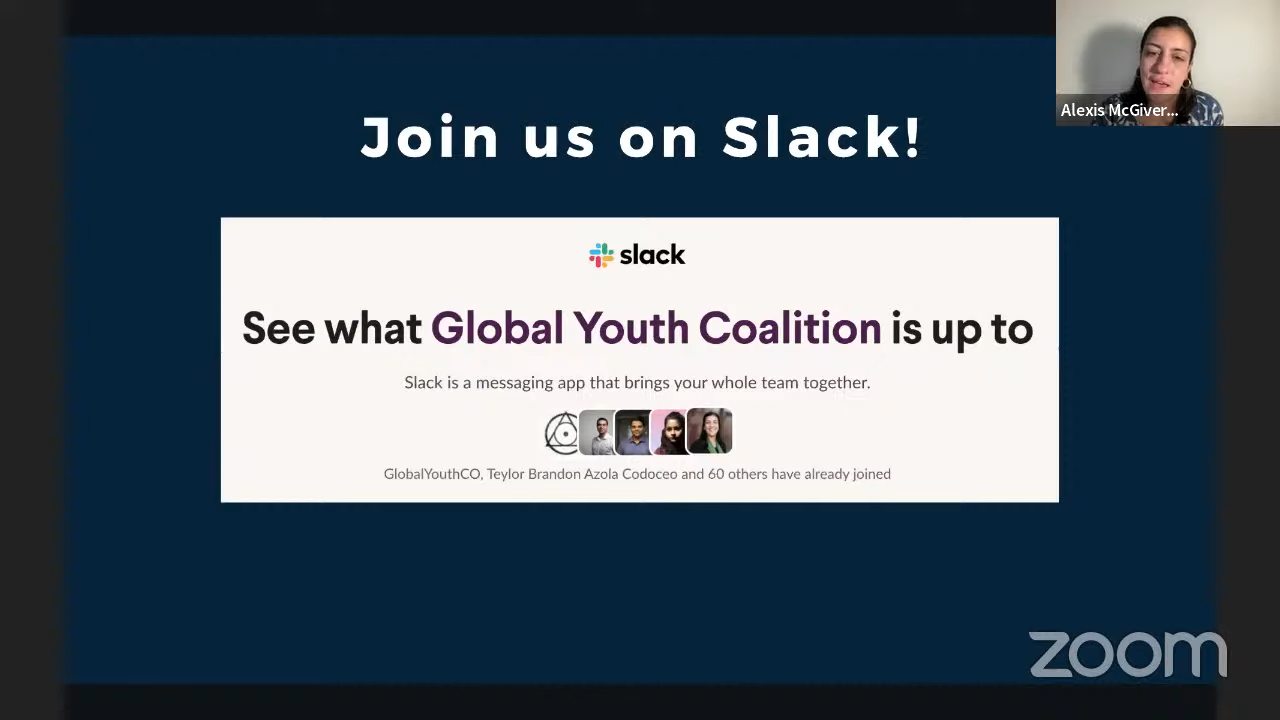 Alexis McGiver...
Join us on Slack!
slack
See what Global Youth Coalition is up to
Slack is a messaging app that brings your whole team together.
GlobalYouthCO, Teylor Brandon Azola Codoceo and 60 others have already joined
zoom